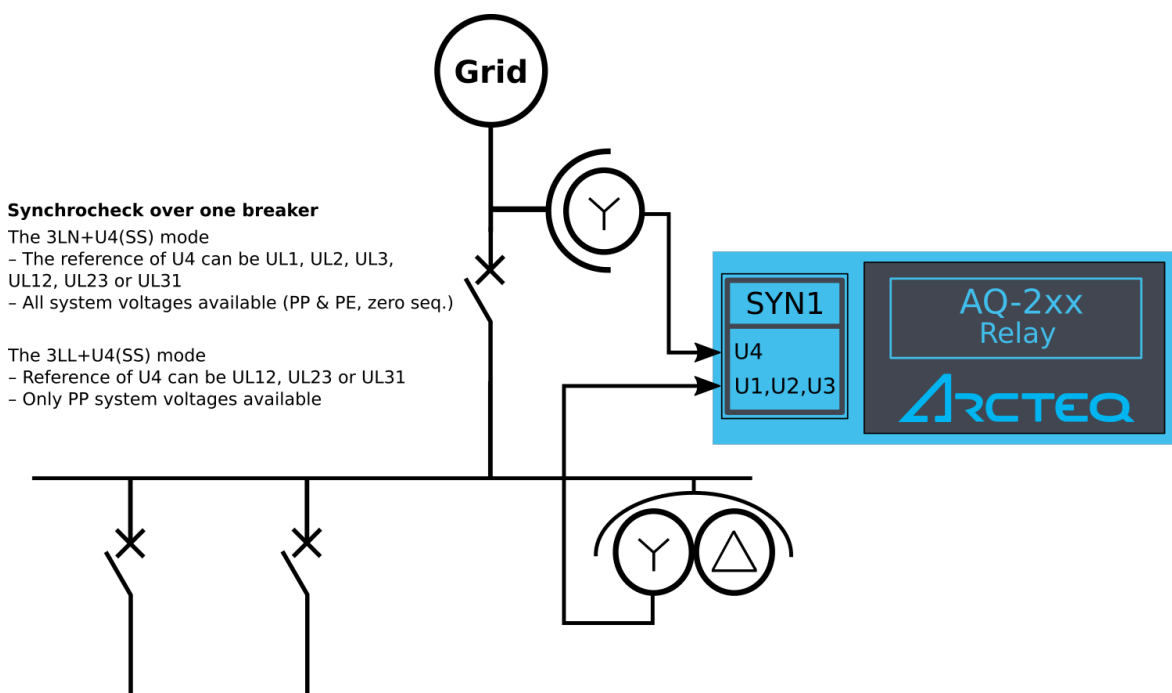 Grid
Synchrocheck over one breaker
The 3LN+U4(SS) mode
– The reference of U4 can be UL1, UL2, UL3,
UL12, UL23 or UL31
– All system voltages available (PP & PE, zero seq.)
The 3LL+U4(SS) mode
– Reference of U4 can be UL12, UL23 or UL31
– Only PP system voltages available
SYN1
U4
U1,U2,U3
AQ-2xx
Relay
ARCTEQ